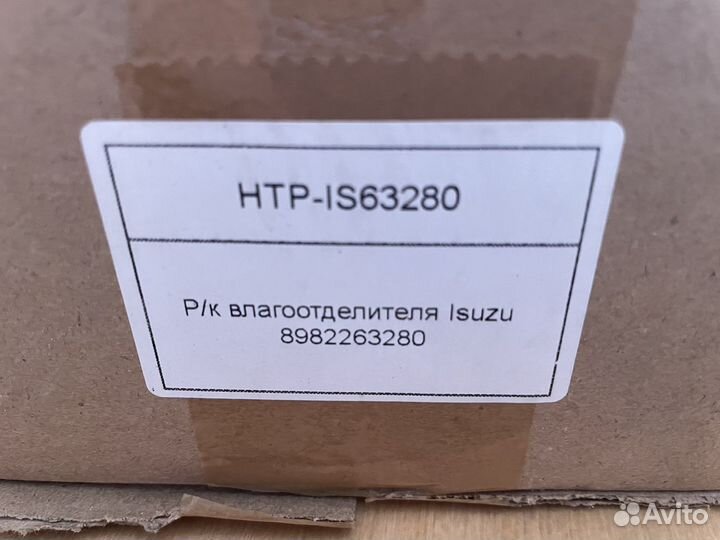 HTP-IS63280
Р/к влагоотделителя Isuzu
8982263280
Avito